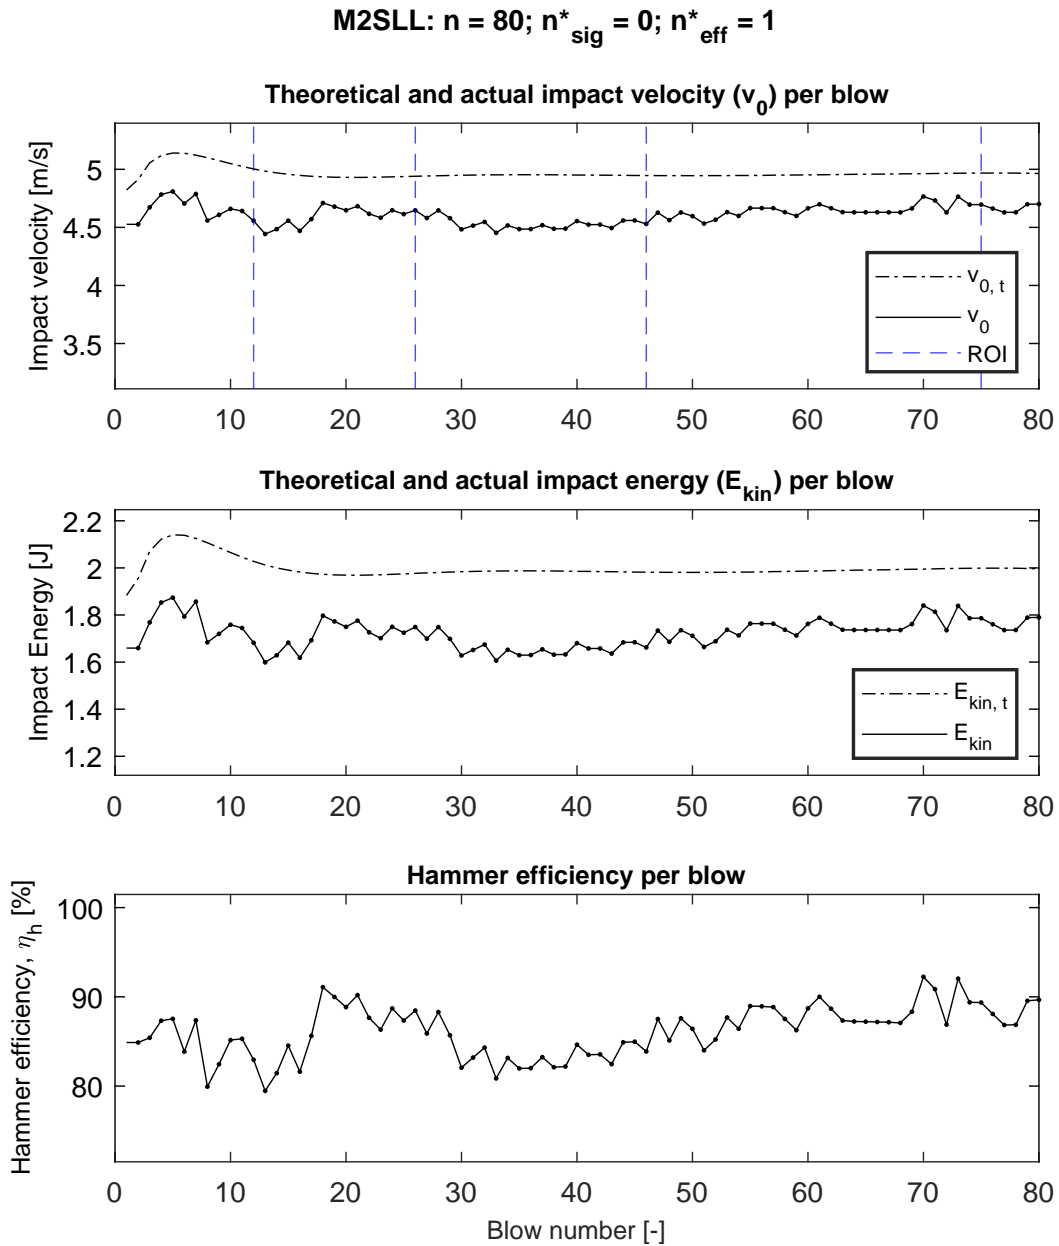 M2SLL: n = 80; n*sig = 0; n*eff = 1
Theoretical and actual impact velocity (v0) per blow
Impact velocity [m/s]
5
4.5
4
3.5
v0, t
v0
ROI
0 10 20 30 40 50 60 70 80
Theoretical and actual impact energy (Ekin) per blow
Impact Energy [J]
2.2
2
1.8
1.6
1.4
1.2
Ekin, t
Ekin
0 10 20 30 40 50 60 70 80
Hammer efficiency per blow
Hammer efficiency, ηh [%]
100
90
80
0 10 20 30 40 50 60 70 80
Blow number [-]